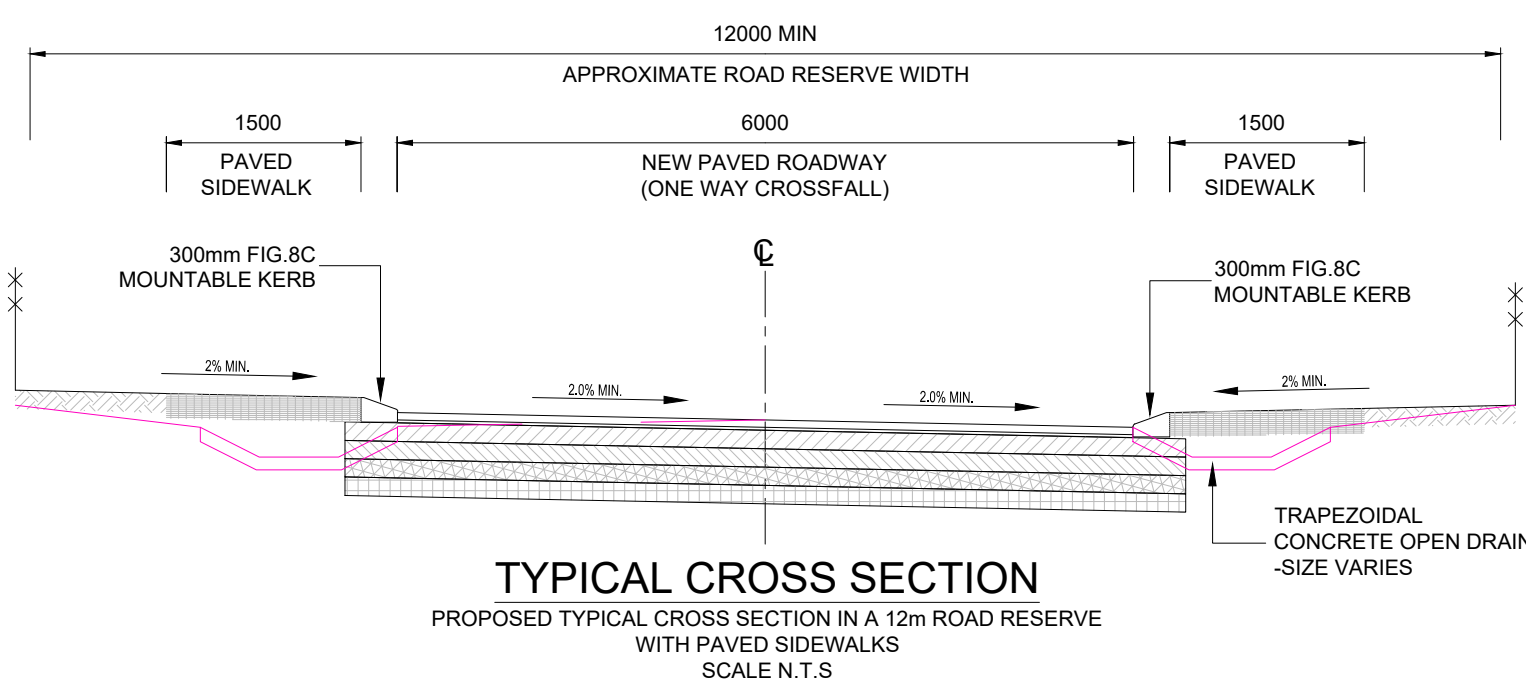 12000 MIN
APPROXIMATE ROAD RESERVE WIDTH
1500
6000
1500
PAVED
SIDEWALK
NEW PAVED ROADWAY
(ONE WAY CROSSFALL)
PAVED
SIDEWALK
300mm FIG.8C
MOUNTABLE KERB
℄
300mm FIG.8C
MOUNTABLE KERB
2% MIN.
2.0% MIN.
2.0% MIN.
2% MIN.
TRAPEZOIDAL
CONCRETE OPEN DRAIN
-SIZE VARIES
TYPICAL CROSS SECTION
PROPOSED TYPICAL CROSS SECTION IN A 12m ROAD RESERVE
WITH PAVED SIDEWALKS
SCALE N.T.S